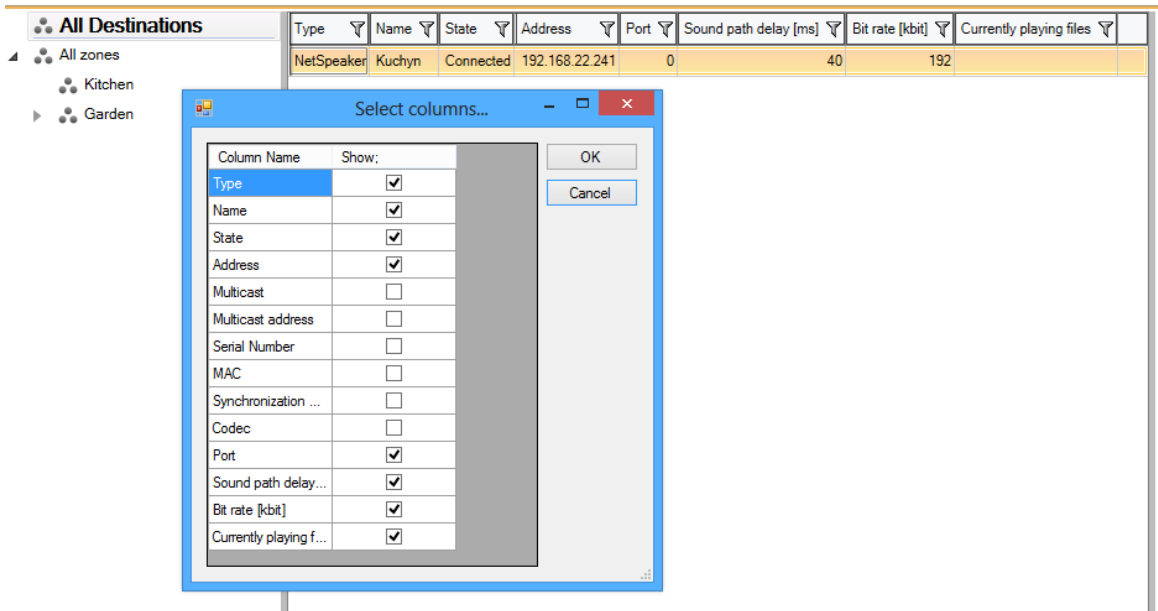 All Destinations
All zones
Kitchen
Garden
Type Name State Address Port Sound path delay [ms] Bit rate [kbit] Currently playing files
NetSpeaker Kuchyn Connected 192.168.22.241 0 40 192
Select columns...
Column Name Show;
Type
Name
State
Address
Multicast
Multicast address
Serial Number
MAC
Synchronization ...
Codec
Port
Sound path delay...
Bit rate [kbit]
Currently playing f...
OK
Cancel